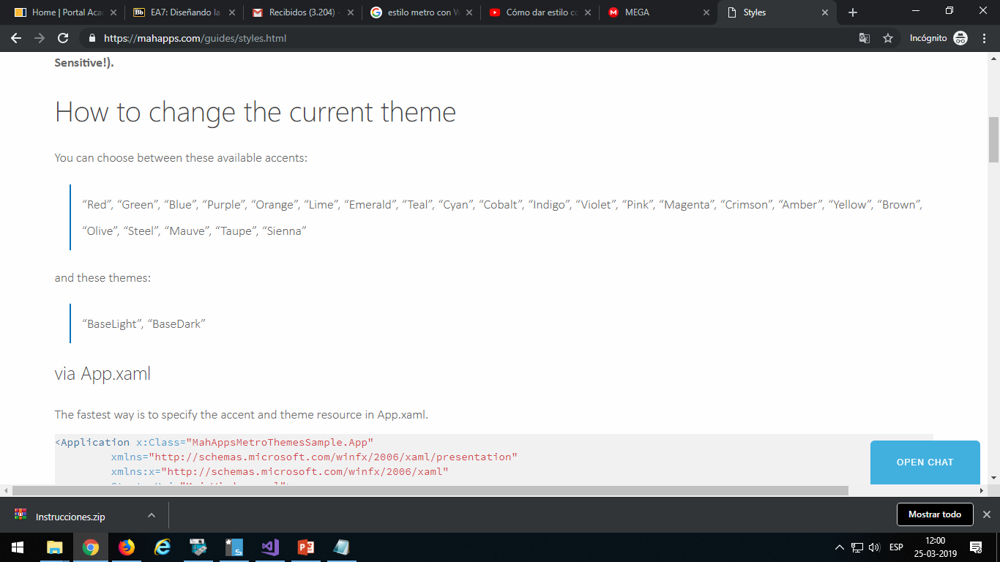 Home | Portal Aca
EA7: Diseñando la
Recibidos (3.204) -
estilo metro con W
Cómo dar estilo co
MEGA
Styles
https://mahapps.com/guides/styles.html
Incógnito
Sensitive!).
How to change the current theme
You can choose between these available accents:
“Red”, “Green”, “Blue”, “Purple”, “Orange”, “Lime”, “Emerald”, “Teal”, “Cyan”, “Cobalt”, “Indigo”, “Violet”, “Pink”, “Magenta”, “Crimson”, “Amber”, “Yellow”, “Brown”,
“Olive”, “Steel”, “Mauve”, “Taupe”, “Sienna”
and these themes:
“BaseLight”, “BaseDark”
via App.xaml
The fastest way is to specify the accent and theme resource in App.xaml.
<Application x:Class="MahAppsMetroThemesSample.App"
xmlns="http://schemas.microsoft.com/winfx/2006/xaml/presentation"
xmlns:x="http://schemas.microsoft.com/winfx/2006/xaml"
OPEN CHAT
Instrucciones.zip
Mostrar todo
ESP
12:00
25-03-2019